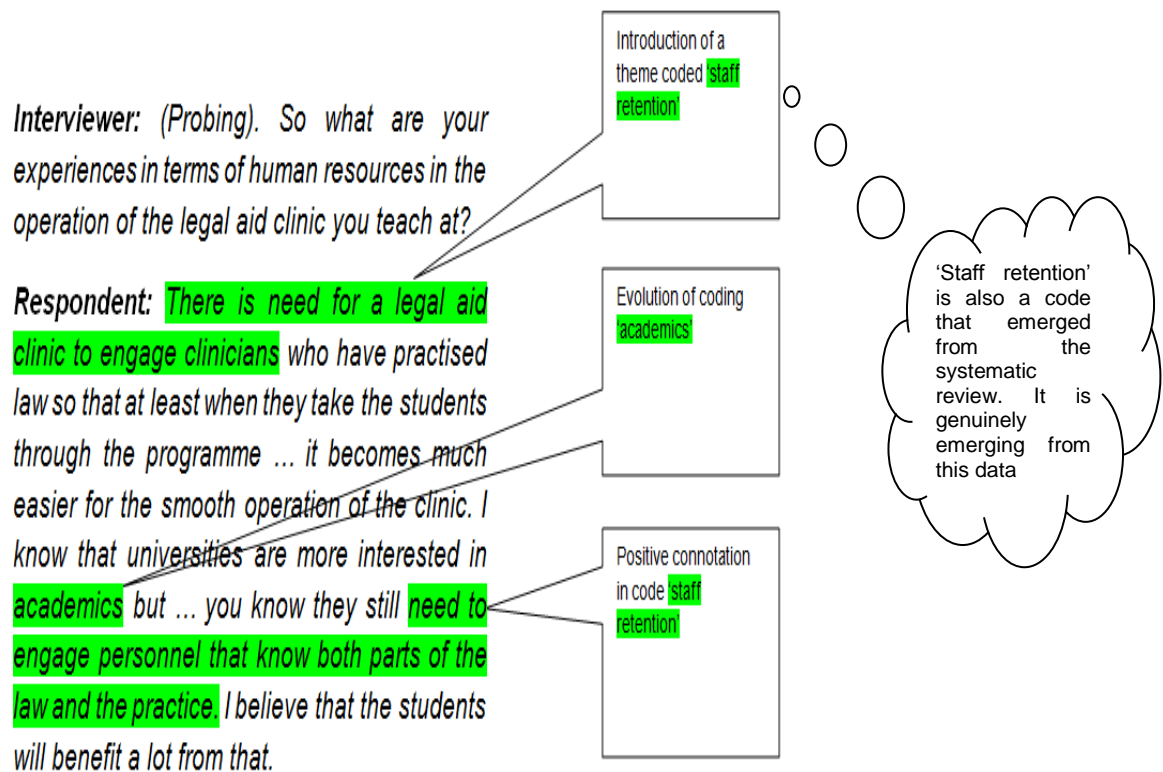 Interviewer: (Probing). So what are your
experiences in terms of human resources in the
operation of the legal aid clinic you teach at?
Respondent: There is need for a legal aid
clinic to engage clinicians who have practised
law so that at least when they take the students
through the programme ... it becomes much
easier for the smooth operation of the clinic. I
know that universities are more interested in
academics but ... you know they still need to
engage personnel that know both parts of the
law and the practice. I believe that the students
will benefit a lot from that.
Introduction of a
theme coded 'staff
retention'
Evolution of coding
'academics'
Positive connotation
in code 'staff
retention'
‘Staff retention’
is also a code
that emerged
from the
systematic
review. It is
genuinely
emerging from
this data